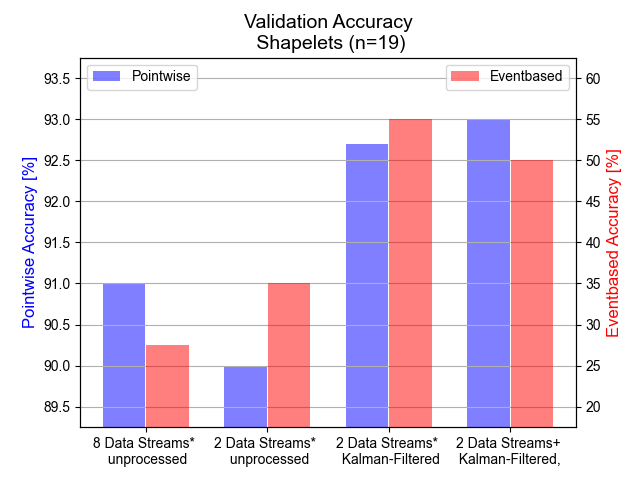 Validation Accuracy
Shapelets (n=19)
Pointwise
Eventbased
Pointwise Accuracy [%]
93.5
93.0
92.5
92.0
91.5
91.0
90.5
90.0
89.5
60
55
50
45
40
35
30
25
20
Eventbased Accuracy [%]
8 Data Streams*
unprocessed
2 Data Streams*
unprocessed
2 Data Streams*
Kalman-Filtered
2 Data Streams+
Kalman-Filtered,